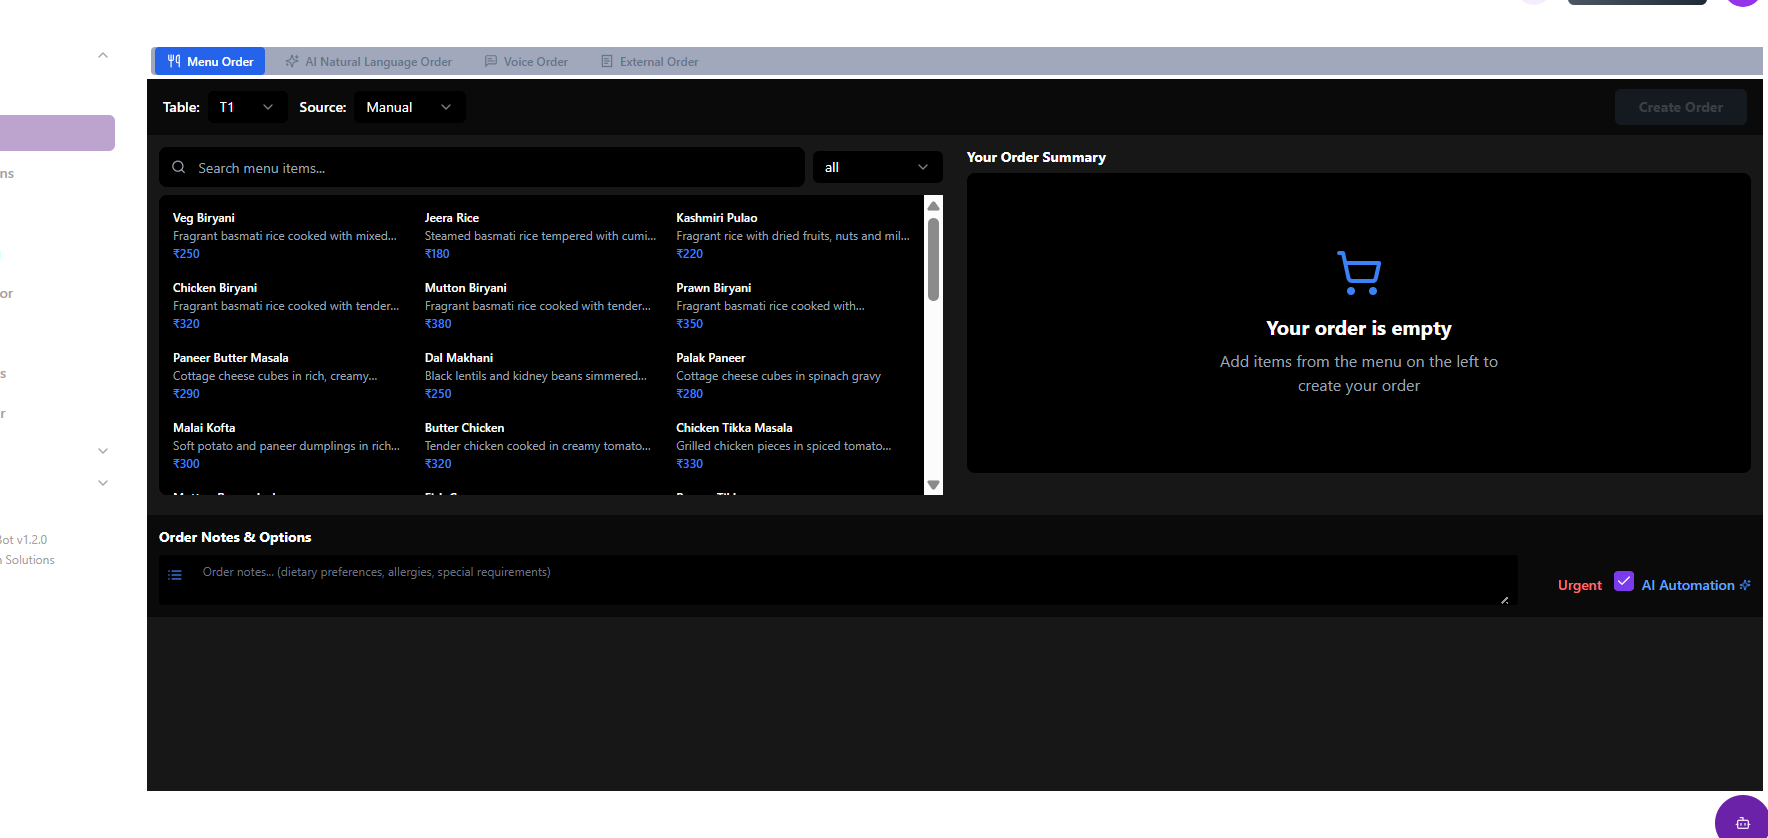 Menu Order
AI Natural Language Order
Voice Order
External Order
Table:
T1
Source:
Manual
Create Order
Search menu items...
all
Your Order Summary
Veg Biryani
Fragrant basmati rice cooked with mixed...
₹250
Jeera Rice
Steamed basmati rice tempered with cumi...
₹180
Kashmiri Pulao
Fragrant rice with dried fruits, nuts and mil...
₹220
Chicken Biryani
Fragrant basmati rice cooked with tender...
₹320
Mutton Biryani
Fragrant basmati rice cooked with tender...
₹380
Prawn Biryani
Fragrant basmati rice cooked with...
₹350
Paneer Butter Masala
Cottage cheese cubes in rich, creamy...
₹290
Dal Makhani
Black lentils and kidney beans simmered...
₹250
Palak Paneer
Cottage cheese cubes in spinach gravy
₹280
Malai Kofta
Soft potato and paneer dumplings in rich...
₹300
Butter Chicken
Tender chicken cooked in creamy tomato...
₹320
Chicken Tikka Masala
Grilled chicken pieces in spiced tomato...
₹330
Your order is empty
Add items from the menu on the left to
create your order
Order Notes & Options
Order notes... (dietary preferences, allergies, special requirements)
Urgent
AI Automation
ns
or
s
r
ot v1.2.0
Solutions